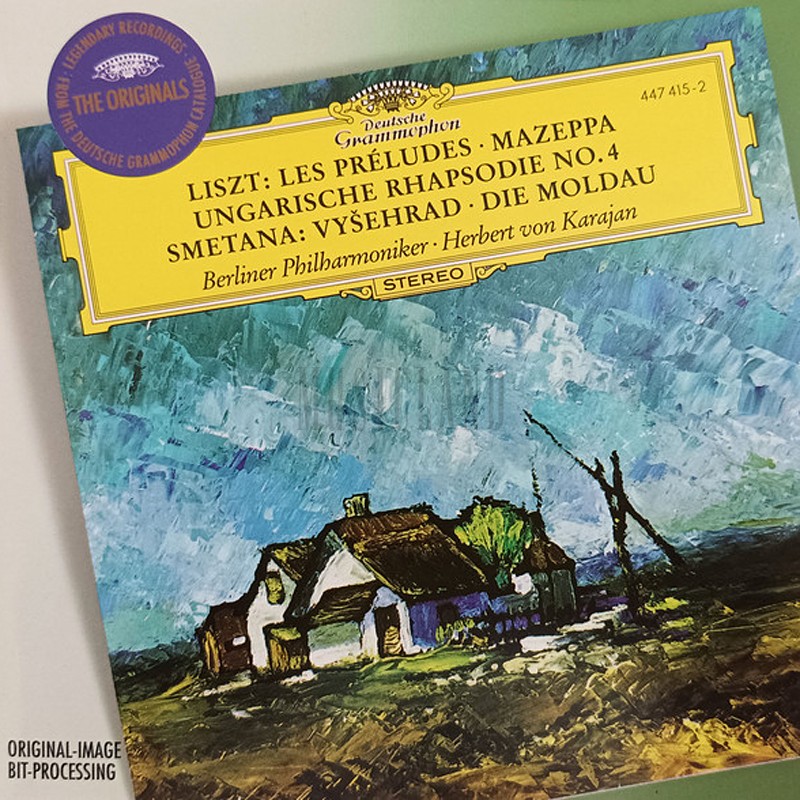 FROM THE DEUTSCHE GRAMMOPHON CATALOGUE · LEGENDARY RECORDINGS ·
THE ORIGINALS
Deutsche
Grammophon
447 415-2
LISZT: LES PRÉLUDES · MAZEPPA
UNGARISCHE RHAPSODIE NO. 4
SMETANA: VYŠEHRAD · DIE MOLDAU
Berliner Philharmoniker · Herbert von Karajan
STEREO
ORIGINAL-IMAGE
BIT-PROCESSING